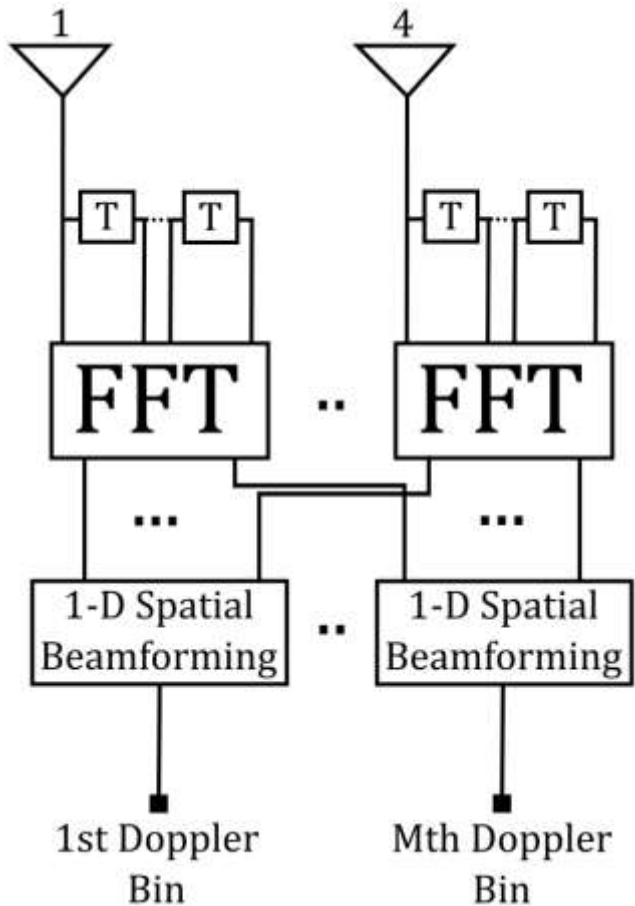 1
4
T
T
T
T
FFT
FFT
1-D Spatial
Beamforming
1-D Spatial
Beamforming
1st Doppler
Bin
Mth Doppler
Bin